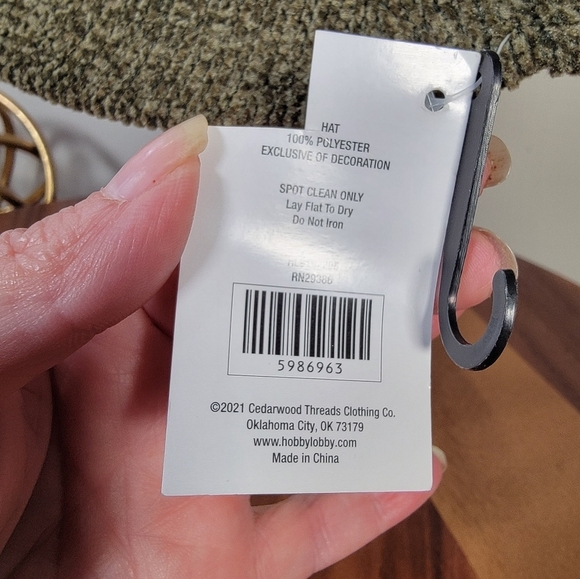 HAT
100% POLYESTER
EXCLUSIVE OF DECORATION
SPOT CLEAN ONLY
Lay Flat To Dry
Do Not Iron
RN29386
5986963
©2021 Cedarwood Threads Clothing Co.
Oklahoma City, OK 73179
www.hobbylobby.com
Made in China